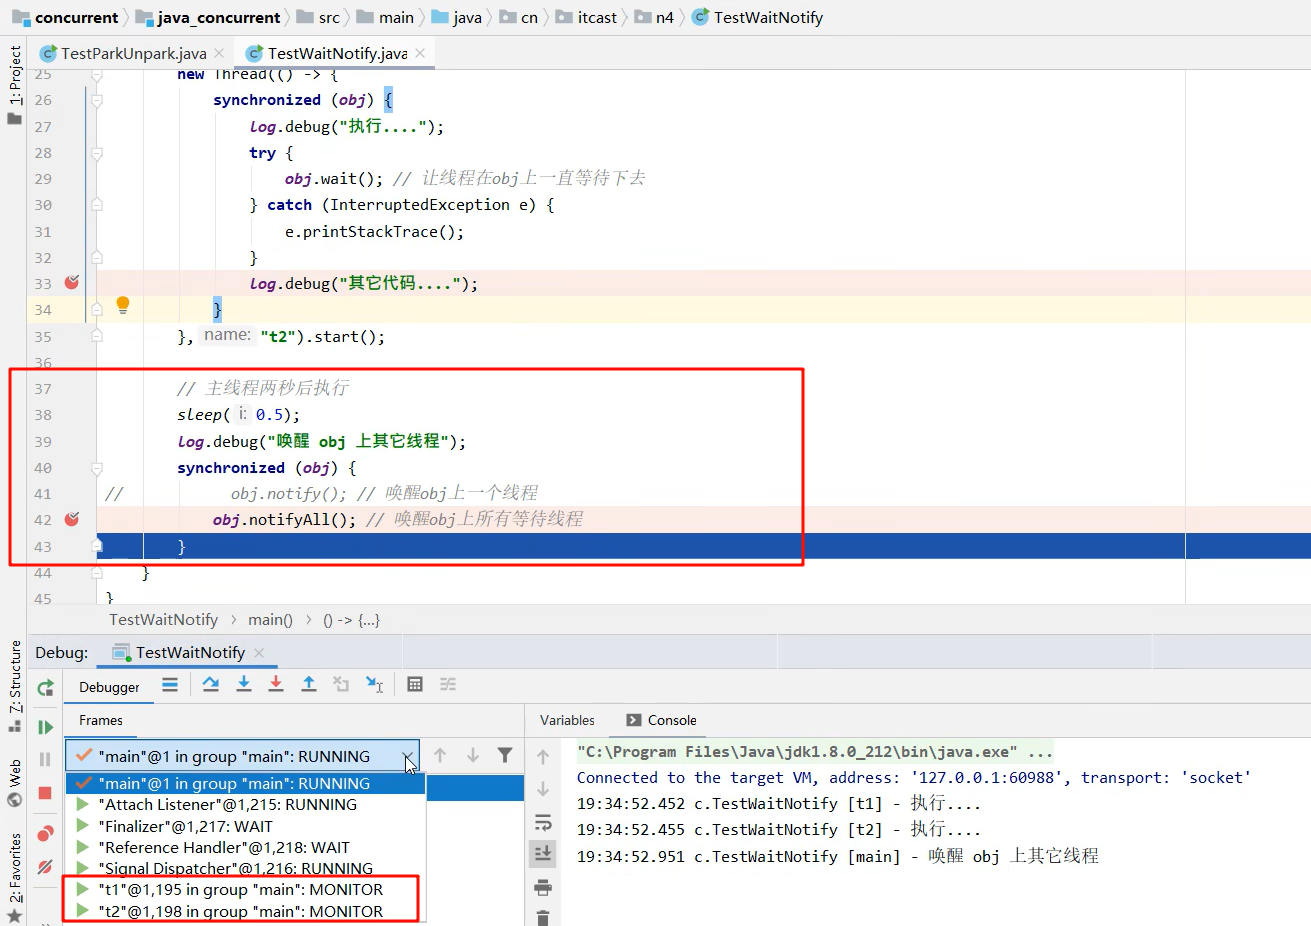 concurrent java_concurrent src main java cn itcast n4 TestWaitNotify
TestParkUnpark.java TestWaitNotify.java
1: Project
25 new Thread(() -> {
26 synchronized (obj) {
27 log.debug("执行....");
28 try {
29 obj.wait(); // 让线程在obj上一直等待下去
30 } catch (InterruptedException e) {
31 e.printStackTrace();
32 }
33 log.debug("其它代码....");
34 }
35 }, name: "t2").start();
36
37 // 主线程两秒后执行
38 sleep( i: 0.5);
39 log.debug("唤醒 obj 上其它线程");
40 synchronized (obj) {
41 // obj.notify(); // 唤醒obj上一个线程
42 obj.notifyAll(); // 唤醒obj上所有等待线程
43 }
44 }
45 }
TestWaitNotify main() () -> {...}
Z: Structure
Web
2: Favorites
Debug: TestWaitNotify
Debugger
Frames
"main"@1 in group "main": RUNNING
"main"@1 in group "main": RUNNING
"Attach Listener"@1,215: RUNNING
"Finalizer"@1,217: WAIT
"Reference Handler"@1,218: WAIT
"Signal Dispatcher"@1,216: RUNNING
"t1"@1,195 in group "main": MONITOR
"t2"@1,198 in group "main": MONITOR
Variables Console
"C:\Program Files\Java\jdk1.8.0_212\bin\java.exe" ...
Connected to the target VM, address: '127.0.0.1:60988', transport: 'socket'
19:34:52.452 c.TestWaitNotify [t1] - 执行....
19:34:52.455 c.TestWaitNotify [t2] - 执行....
19:34:52.951 c.TestWaitNotify [main] - 唤醒 obj 上其它线程